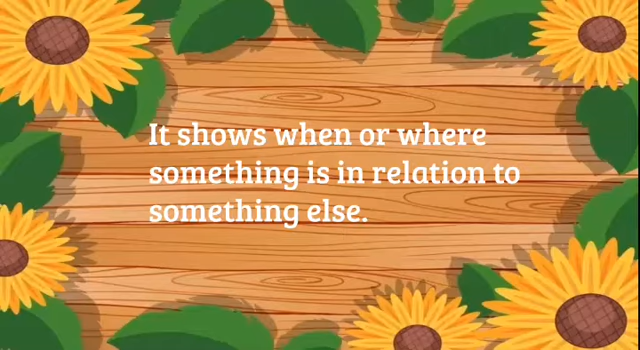 It shows when or where
something is in relation to
something else.